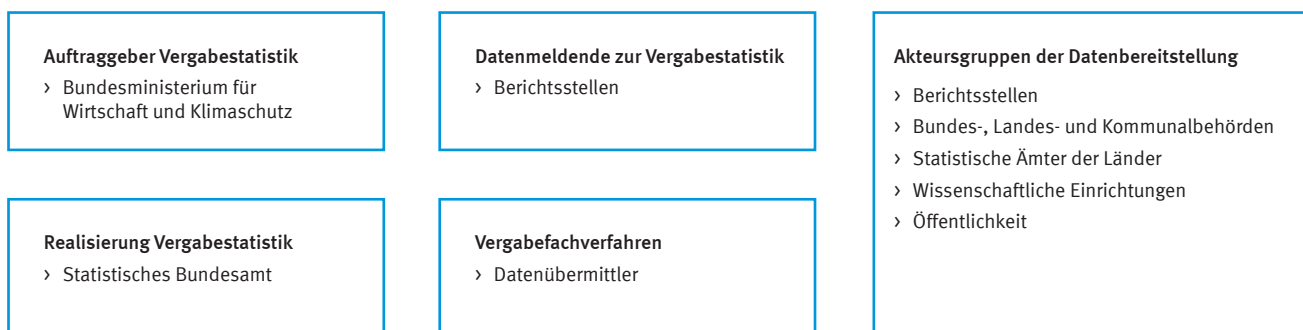 Auftraggeber Vergabestatistik
› Bundesministerium für
Wirtschaft und Klimaschutz
Datenmeldende zur Vergabestatistik
› Berichtsstellen
Akteursgruppen der Datenbereitstellung
› Berichtsstellen
› Bundes-, Landes- und Kommunalbehörden
› Statistische Ämter der Länder
› Wissenschaftliche Einrichtungen
› Öffentlichkeit
Realisierung Vergabestatistik
› Statistisches Bundesamt
Vergabefachverfahren
› Datenübermittler